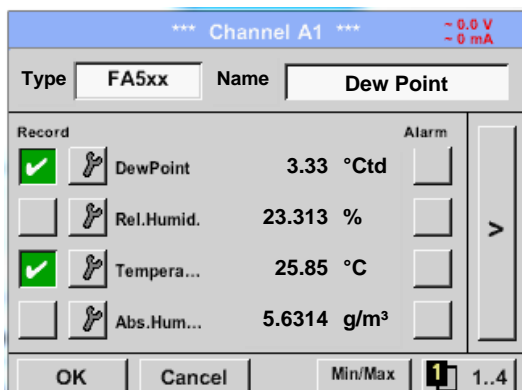 *** Channel A1 *** ~ 0.0 V
~ 0 mA
Type FA5xx Name Dew Point
Record Alarm
DewPoint 3.33 °Ctd
Rel.Humid. 23.313 %
>
Tempera... 25.85 °C
Abs.Hum... 5.6314 g/m³
OK Cancel Min/Max 1 1..4